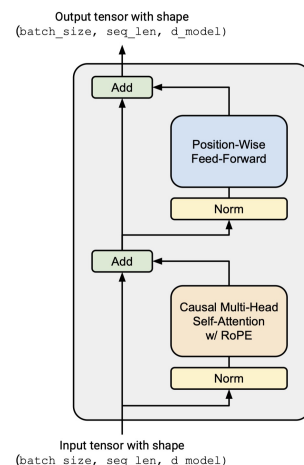 Output tensor with shape
(batch_size, seq_len, d_model)
Add
Position-Wise
Feed-Forward
Norm
Add
Causal Multi-Head
Self-Attention
w/ RoPE
Norm
Input tensor with shape
(batch_size, seq_len, d_model)